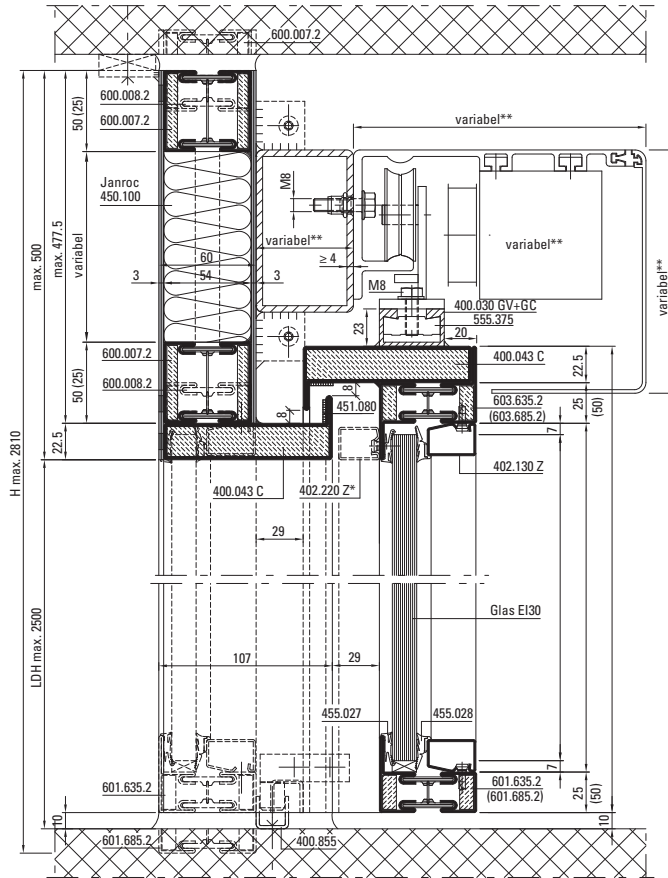 600.007.2
600.008.2
600.007.2
50 (25)
variabel**
Janroc
450.100
M8
variabel**
variabel**
variabel**
max. 500
max. 477.5
variabel
60
54
3
3
≥ 4
M8
400.030 GV+GC
555.375
23
20
600.007.2
600.008.2
50 (25)
400.043 C
22.5
8
451.080
8
603.635.2
(603.685.2)
25
(50)
7
22.5
402.130 Z
400.043 C
402.220 Z*
H max. 2810
29
LDH max. 2500
Glas EI30
107
29
455.027
455.028
7
601.635.2
601.635.2
(601.685.2)
25
(50)
10
10
601.685.2
400.855